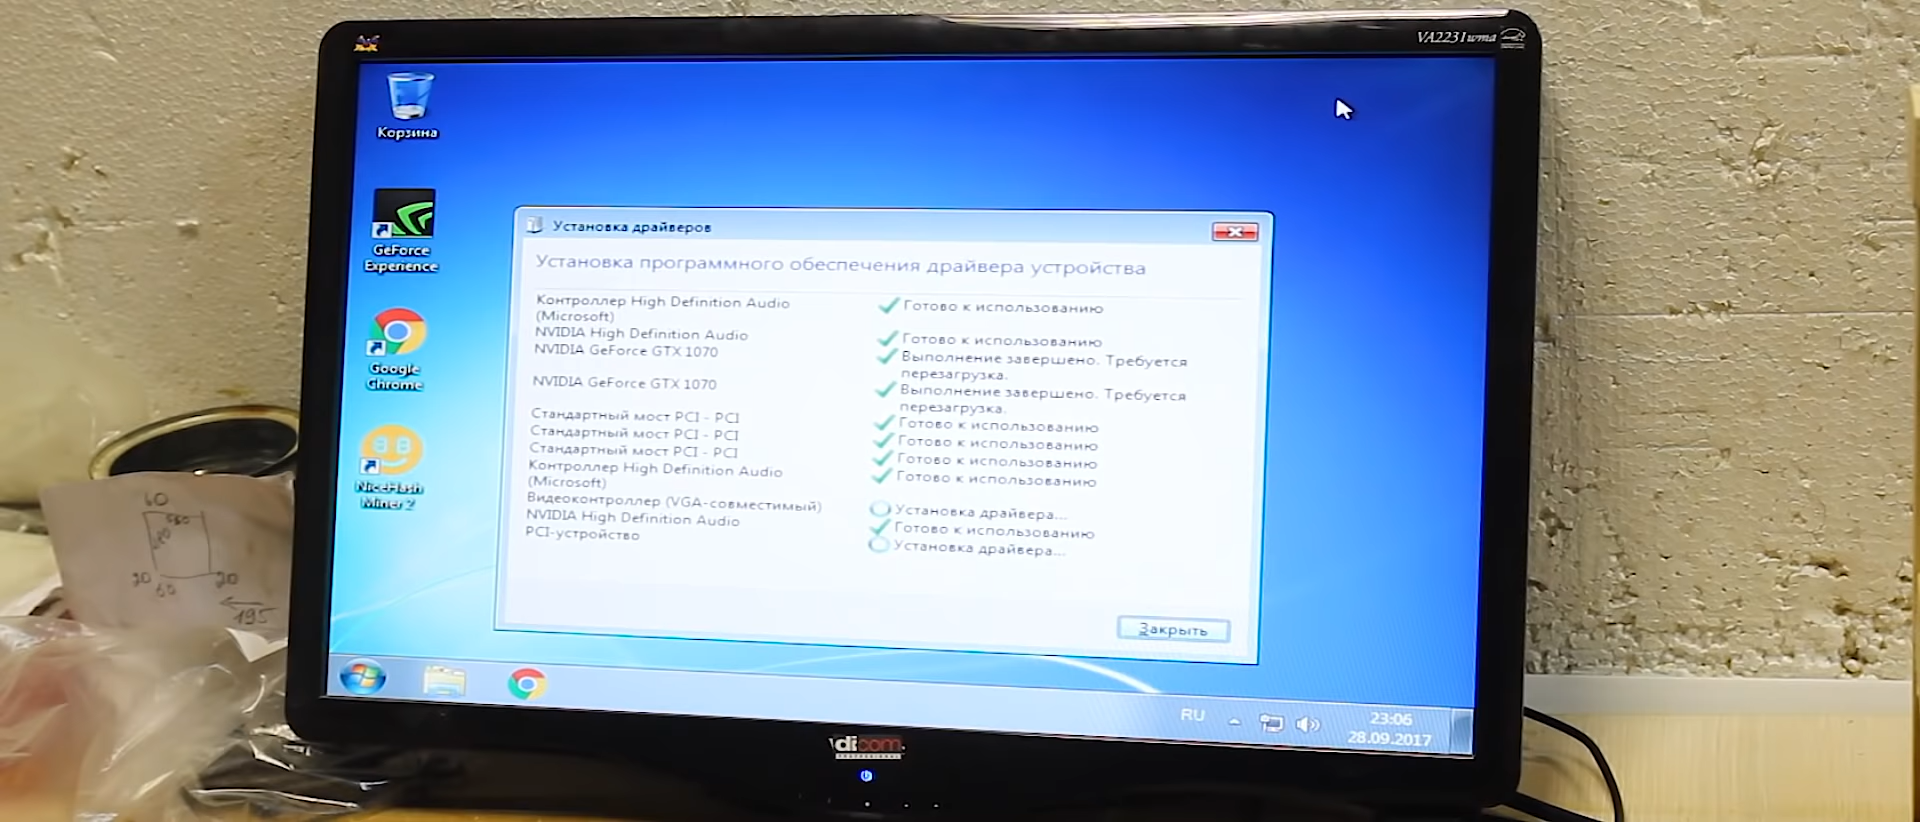 VA2231wma
Корзина
GeForce
Experience
Google
Chrome
NiceHash
Miner 2
Установка драйверов
Установка программного обеспечения драйвера устройства
Контроллер High Definition Audio
(Microsoft)
Готово к использованию
NVIDIA High Definition Audio
Готово к использованию
NVIDIA GeForce GTX 1070
Выполнение завершено. Требуется
перезагрузка.
NVIDIA GeForce GTX 1070
Выполнение завершено. Требуется
перезагрузка.
Стандартный мост PCI - PCI
Готово к использованию
Стандартный мост PCI - PCI
Готово к использованию
Стандартный мост PCI - PCI
Готово к использованию
Контроллер High Definition Audio
(Microsoft)
Готово к использованию
Видеоконтроллер (VGA-совместимый)
Установка драйвера...
NVIDIA High Definition Audio
Готово к использованию
PCI-устройство
Установка драйвера...
Закрыть
RU
23:06
28.09.2017
dicom
60
20
60
20
195